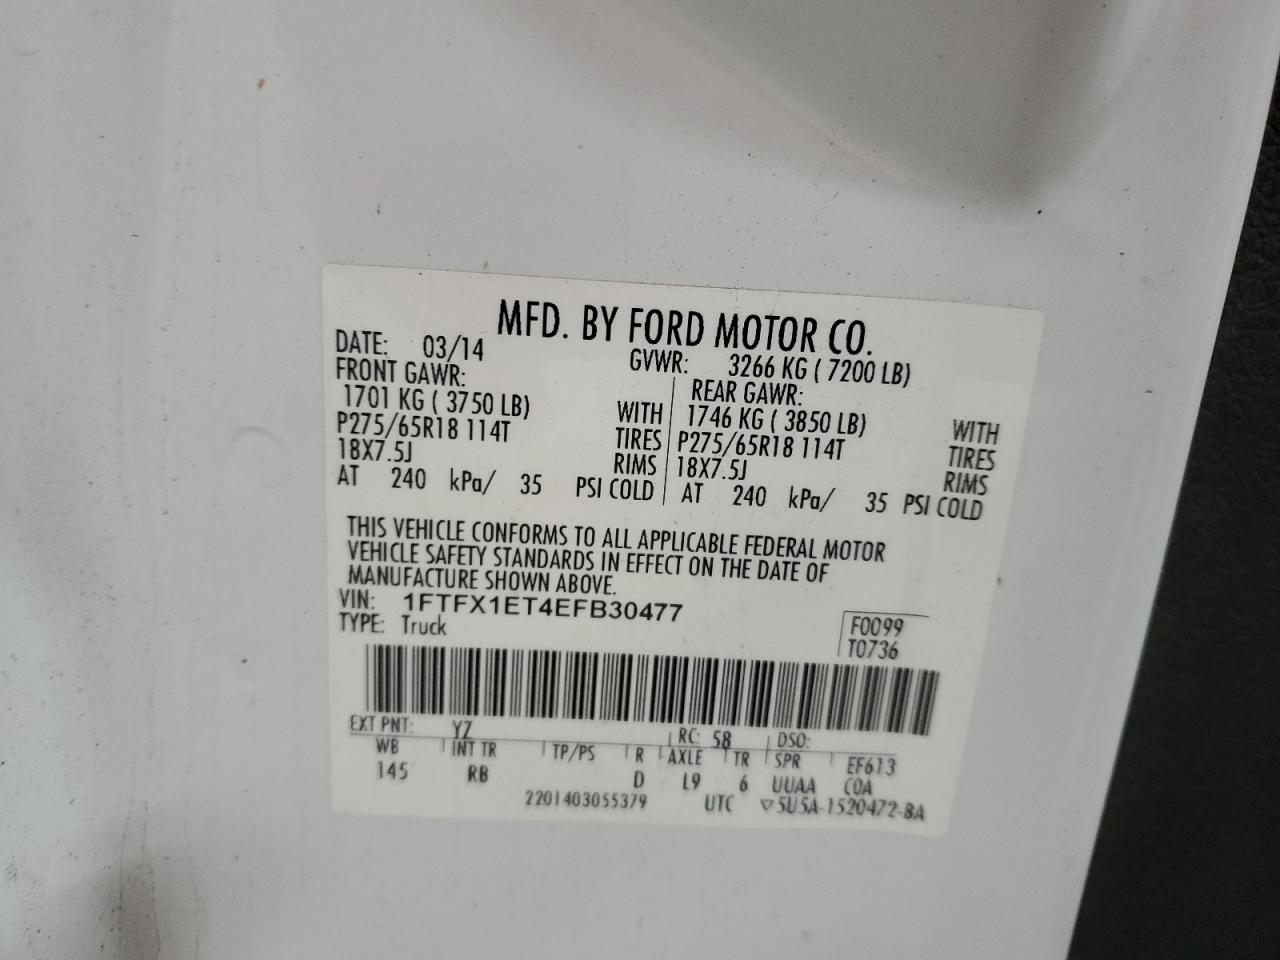 MFD. BY FORD MOTOR CO.
DATE: 03/14 GVWR: 3266 KG ( 7200 LB)
FRONT GAWR: REAR GAWR:
1701 KG ( 3750 LB) WITH 1746 KG ( 3850 LB) WITH
P275/65R18 114T TIRES P275/65R18 114T TIRES
18X7.5J RIMS 18X7.5J RIMS
AT 240 kPa/ 35 PSI COLD AT 240 kPa/ 35 PSI COLD
THIS VEHICLE CONFORMS TO ALL APPLICABLE FEDERAL MOTOR
VEHICLE SAFETY STANDARDS IN EFFECT ON THE DATE OF
MANUFACTURE SHOWN ABOVE.
VIN: 1FTFX1ET4EFB30477
TYPE: Truck
F0099
T0736
EXT PNT: YZ RC: 58 DSO:
WB INT TR TP/PS R AXLE TR SPR EF613
145 RB D L9 6 UUAA COA
2201403055379 UTC ▽5U5A-1520472-BA